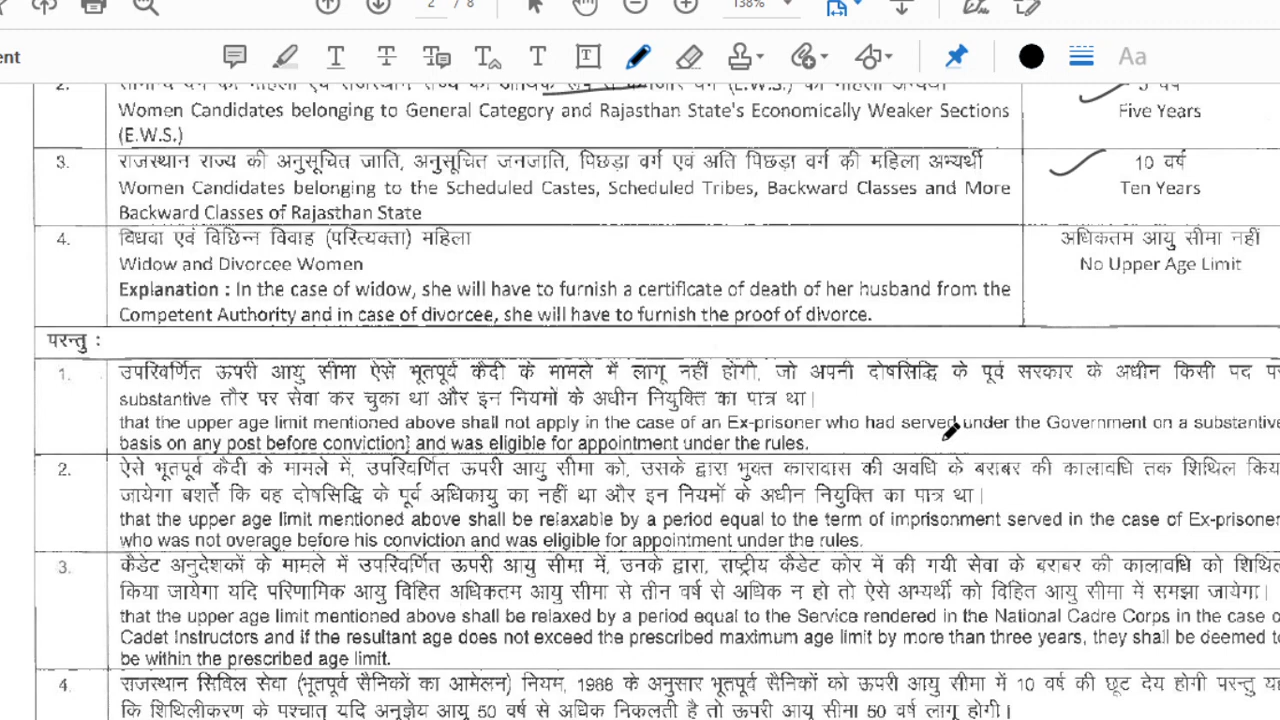 ent
2 / 8
138%
T T T T T T
Aa
2.
Women Candidates belonging to General Category and Rajasthan State's Economically Weaker Sections
(E.W.S.)
Five Years
3.
राजस्थान राज्य की अनुसूचित जाति, अनुसूचित जनजाति, पिछड़ा वर्ग एवं अति पिछड़ा वर्ग की महिला अभ्यर्थी
Women Candidates belonging to the Scheduled Castes, Scheduled Tribes, Backward Classes and More
Backward Classes of Rajasthan State
10 वर्ष
Ten Years
4.
विधवा एवं विछिन्न विवाह (परित्यक्ता) महिला
Widow and Divorcee Women
Explanation : In the case of widow, she will have to furnish a certificate of death of her husband from the
Competent Authority and in case of divorcee, she will have to furnish the proof of divorce.
अधिकतम आयु सीमा नहीं
No Upper Age Limit
परन्तु :
1.
उपरिवर्णित ऊपरी आयु सीमा ऐसे भूतपूर्व कैदी के मामले में लागू नहीं होगी, जो अपनी दोषसिद्धि के पूर्व सरकार के अधीन किसी पद पर
substantive तौर पर सेवा कर चुका था और इन नियमों के अधीन नियुक्ति का पात्र था।
that the upper age limit mentioned above shall not apply in the case of an Ex-prisoner who had served under the Government on a substantive
basis on any post before conviction] and was eligible for appointment under the rules.
2.
ऐसे भूतपूर्व कैदी के मामले में, उपरिवर्णित ऊपरी आयु सीमा को, उसके द्वारा भुक्त कारावास की अवधि के बराबर की कालावधि तक शिथिल किया
जायेगा बशर्ते कि वह दोषसिद्धि के पूर्व अधिकायु का नहीं था और इन नियमों के अधीन नियुक्ति का पात्र था।
that the upper age limit mentioned above shall be relaxable by a period equal to the term of imprisonment served in the case of Ex-prisoner
who was not overage before his conviction and was eligible for appointment under the rules.
3.
कैडेट अनुदेशकों के मामले में उपरिवर्णित ऊपरी आयु सीमा में, उनके द्वारा, राष्ट्रीय कैडेट कोर में की गयी सेवा के बराबर की कालावधि को शिथिल
किया जायेगा यदि परिणामिक आयु विहित अधिकतम आयु सीमा से तीन वर्ष से अधिक न हो तो ऐसे अभ्यर्थी को विहित आयु सीमा में समझा जायेगा।
that the upper age limit mentioned above shall be relaxed by a period equal to the Service rendered in the National Cadre Corps in the case o
Cadet Instructors and if the resultant age does not exceed the prescribed maximum age limit by more than three years, they shall be deemed to
be within the prescribed age limit.
4.
राजस्थान सिविल सेवा (भूतपूर्व सैनिकों का आमेलन) नियम, 1988 के अनुसार भूतपूर्व सैनिकों को ऊपरी आयु सीमा में 10 वर्ष की छूट देय होगी परन्तु यह
कि शिथिलीकरण के पश्चात् यदि अनुज्ञेय आयु 50 वर्ष से अधिक निकलती है तो ऊपरी आयु सीमा 50 वर्ष लागू होगी।